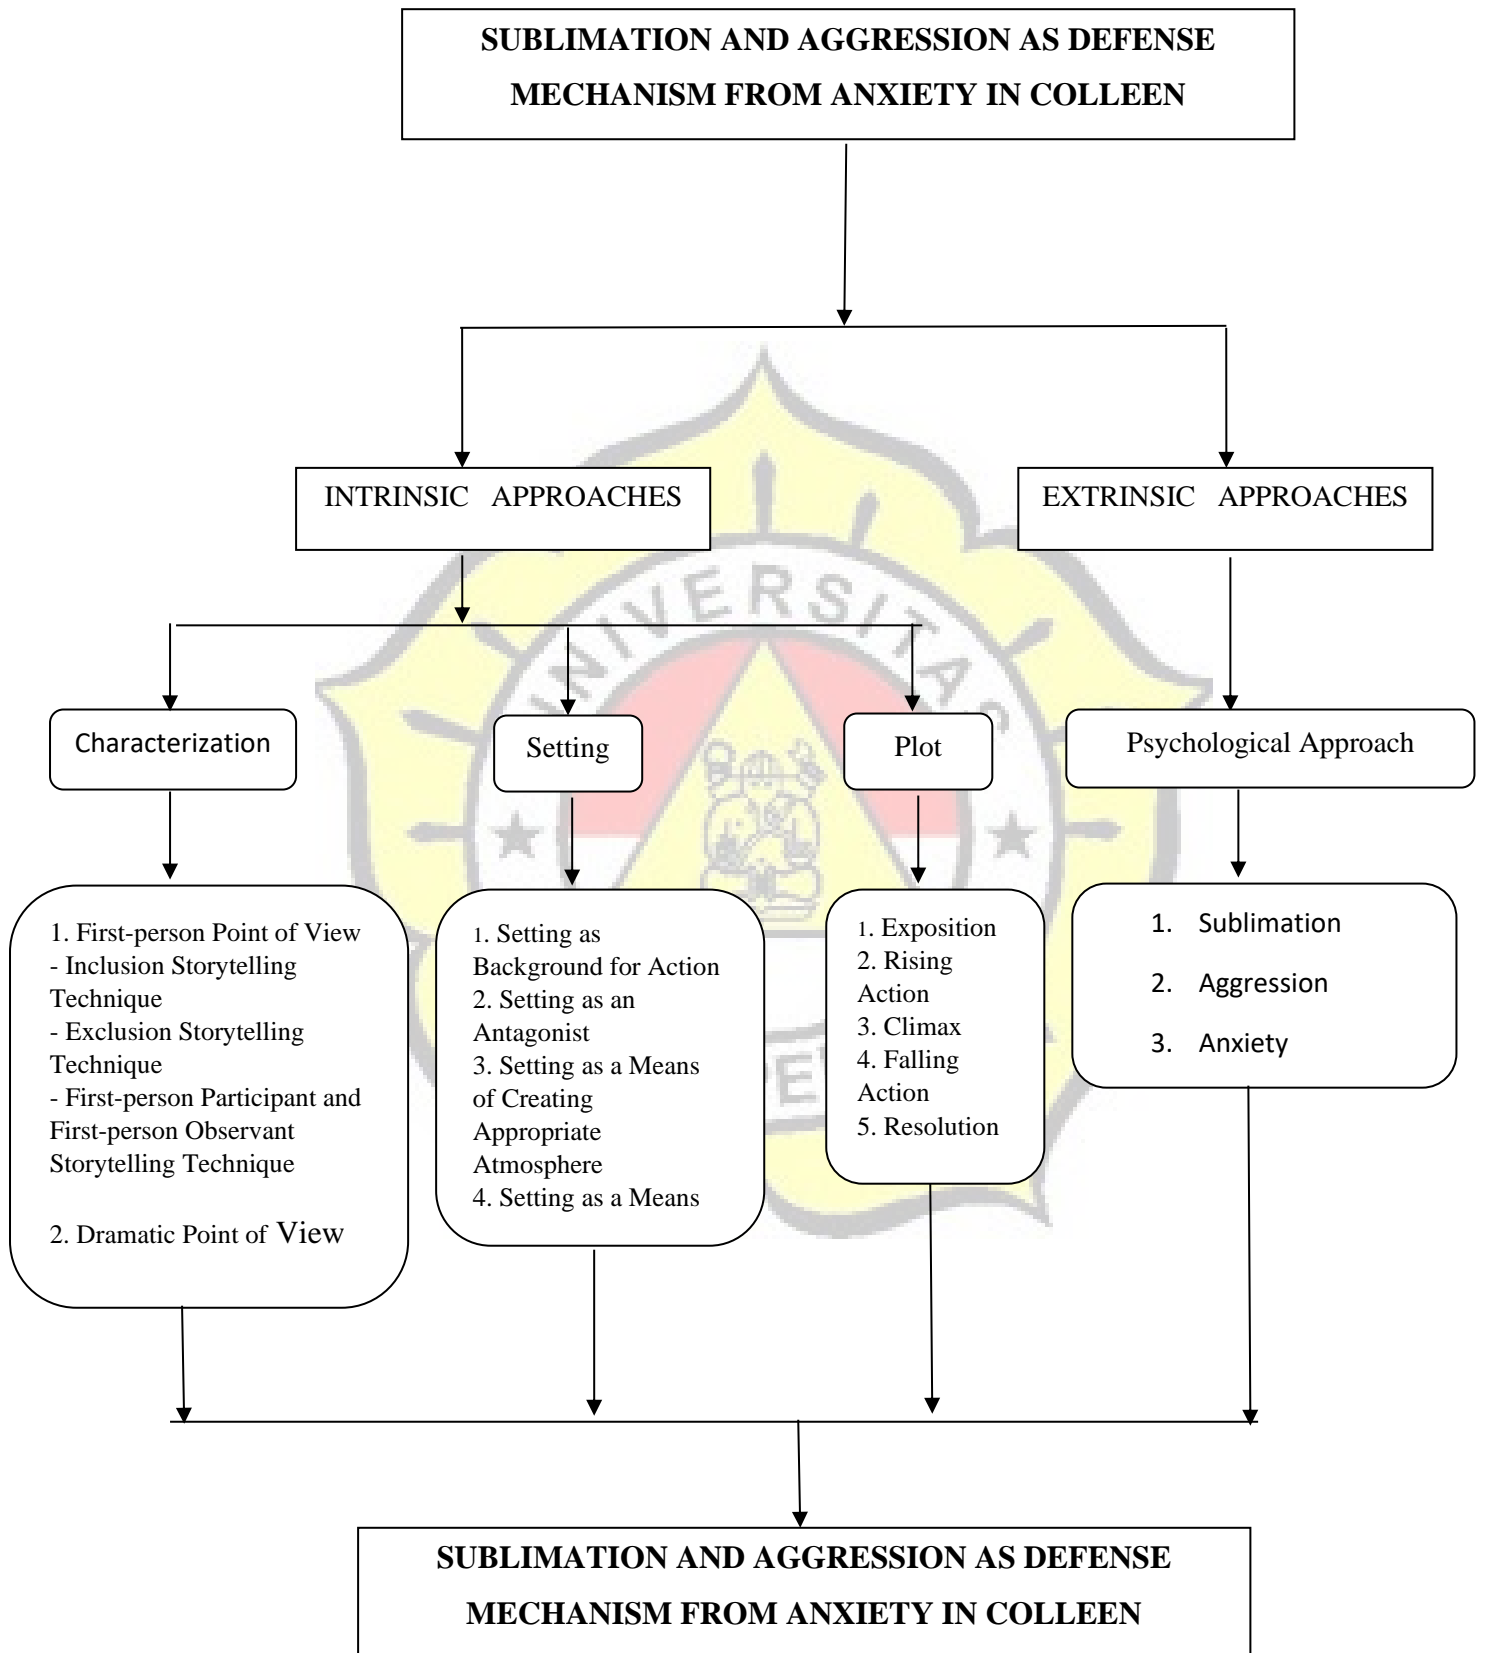 SUBLIMATION AND AGGRESSION AS DEFENSE
MECHANISM FROM ANXIETY IN COLLEEN
INTRINSIC APPROACHES
EXTRINSIC APPROACHES
UNIVERSITAS
Characterization
Setting
Plot
Psychological Approach
1. First-person Point of View
- Inclusion Storytelling
Technique
- Exclusion Storytelling
Technique
- First-person Participant and
First-person Observant
Storytelling Technique
2. Dramatic Point of View
1. Setting as
Background for Action
2. Setting as an
Antagonist
3. Setting as a Means
of Creating
Appropriate
Atmosphere
4. Setting as a Means
1. Exposition
2. Rising
Action
3. Climax
4. Falling
Action
5. Resolution
1. Sublimation
2. Aggression
3. Anxiety
SUBLIMATION AND AGGRESSION AS DEFENSE
MECHANISM FROM ANXIETY IN COLLEEN